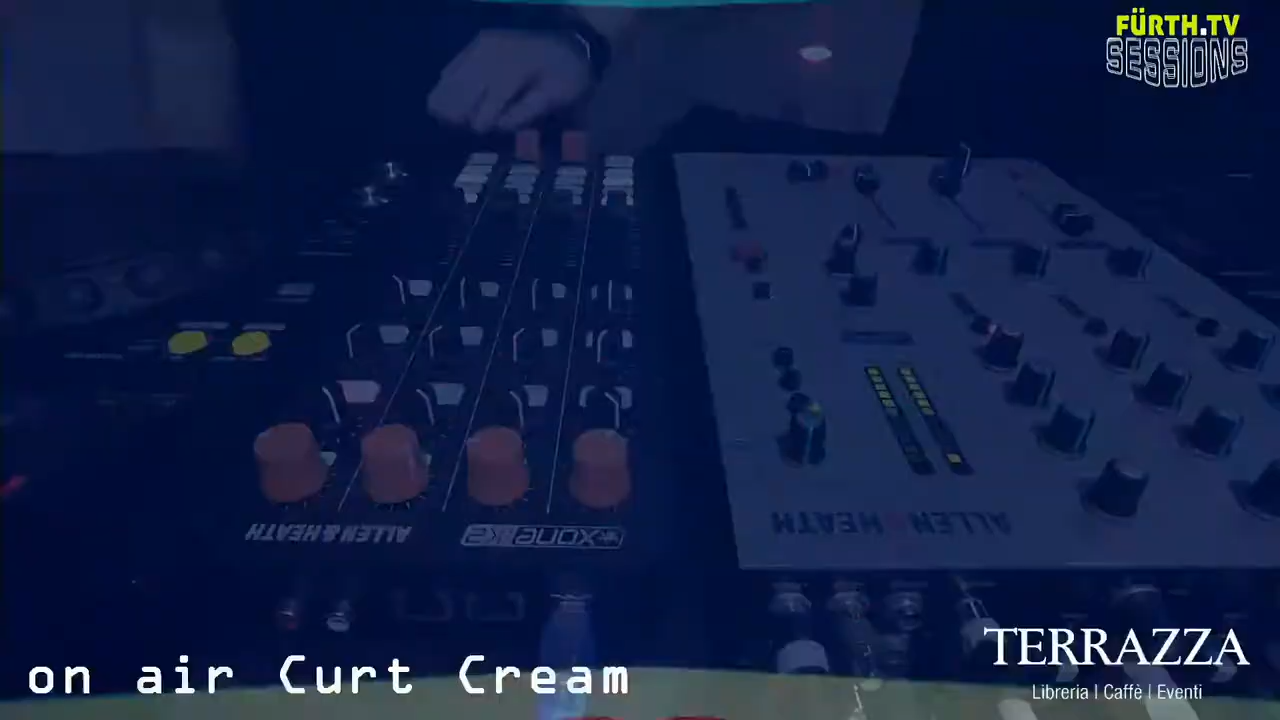 FÜRTH.TV
SESSIONS
ALLEN&HEATH
XONE:K2
ALLEN&HEATH
on air Curt Cream
TERRAZZA
Libreria | Caffè | Eventi